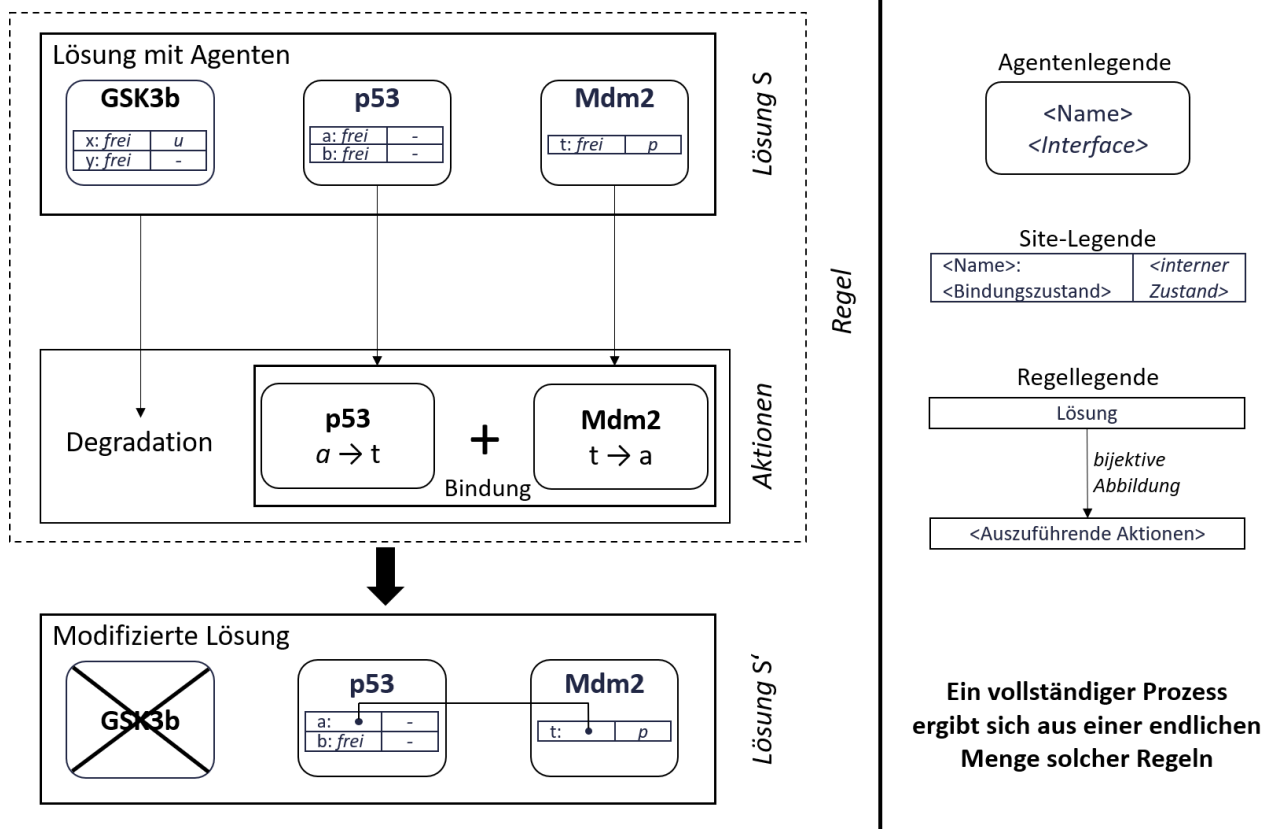 Lösung mit Agenten
GSK3b
x: frei u
y: frei -
p53
a: frei -
b: frei -
Mdm2
t: frei p
Lösung S
Degradation
p53
a → t
+
Mdm2
t → a
Bindung
Aktionen
Regel
Modifizierte Lösung
GSK3b
p53
a: -
b: frei -
Mdm2
t: p
Lösung S‘
Agentenlegende
<Name>
<Interface>
Site-Legende
<Name>: <interner
<Bindungszustand> Zustand>
Regellegende
Lösung
bijektive
Abbildung
<Auszuführende Aktionen>
Ein vollständiger Prozess
ergibt sich aus einer endlichen
Menge solcher Regeln